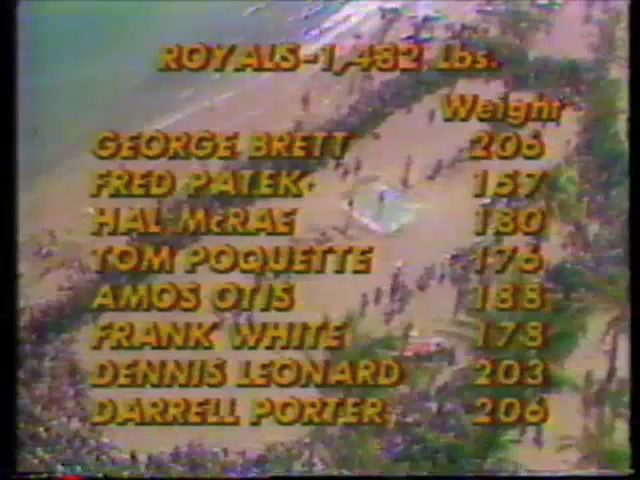 ROYALS-1,482 Lbs.
Weight
GEORGE BRETT 206
FRED PATEK 157
HAL McRAE 180
TOM POQUETTE 176
AMOS OTIS 188
FRANK WHITE 178
DENNIS LEONARD 203
DARRELL PORTER 206